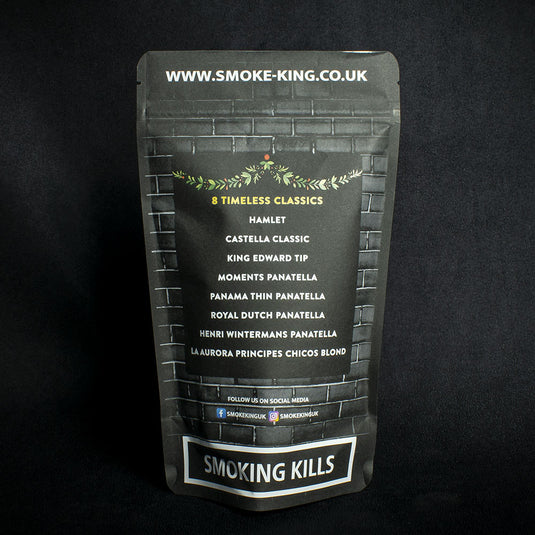 WWW.SMOKE-KING.CO.UK
8 TIMELESS CLASSICS
HAMLET
CASTELLA CLASSIC
KING EDWARD TIP
MOMENTS PANATELLA
PANAMA THIN PANATELLA
ROYAL DUTCH PANATELLA
HENRI WINTERMANS PANATELLA
LA AURORA PRINCIPES CHICOS BLOND
FOLLOW US ON SOCIAL MEDIA
SMOKEKINGUK SMOKEKINGUK
SMOKING KILLS